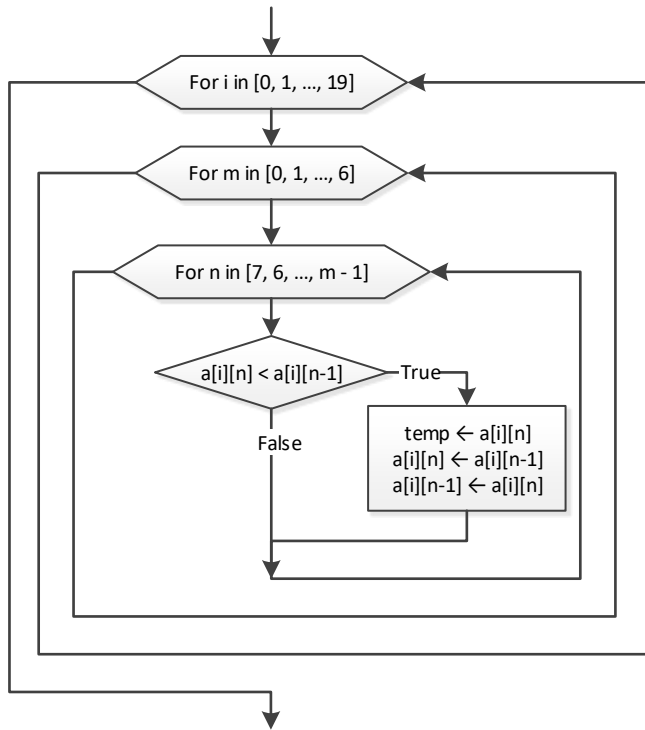 For i in [0, 1, ..., 19]
For m in [0, 1, ..., 6]
For n in [7, 6, ..., m - 1]
a[i][n] < a[i][n-1]
True
False
temp ← a[i][n]
a[i][n] ← a[i][n-1]
a[i][n-1] ← a[i][n]